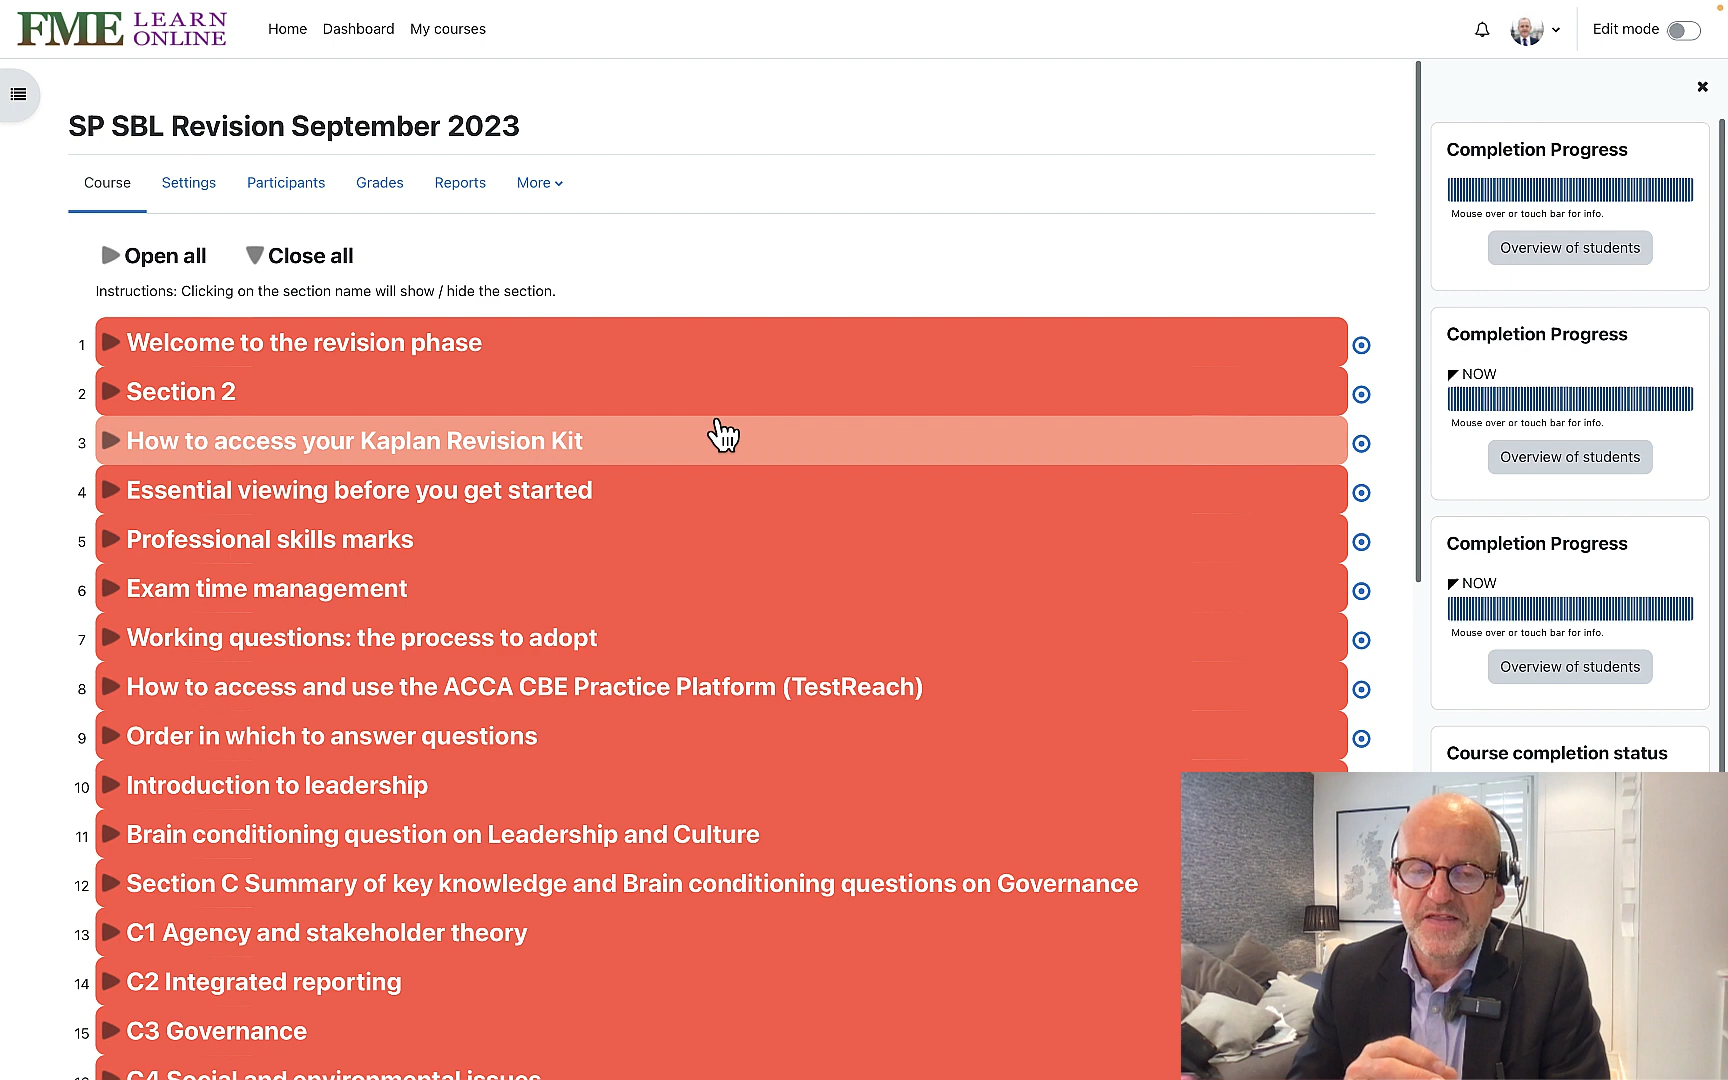 FME LEARN ONLINE
Home Dashboard My courses
Edit mode
SP SBL Revision September 2023
Course Settings Participants Grades Reports More
Open all Close all
Instructions: Clicking on the section name will show / hide the section.
1 Welcome to the revision phase
2 Section 2
3 How to access your Kaplan Revision Kit
4 Essential viewing before you get started
5 Professional skills marks
6 Exam time management
7 Working questions: the process to adopt
8 How to access and use the ACCA CBE Practice Platform (TestReach)
9 Order in which to answer questions
10 Introduction to leadership
11 Brain conditioning question on Leadership and Culture
12 Section C Summary of key knowledge and Brain conditioning questions on Governance
13 C1 Agency and stakeholder theory
14 C2 Integrated reporting
15 C3 Governance
C4 Social and environmental issues
Completion Progress
Mouse over or touch bar for info.
Overview of students
Completion Progress
NOW
Mouse over or touch bar for info.
Overview of students
Completion Progress
NOW
Mouse over or touch bar for info.
Overview of students
Course completion status